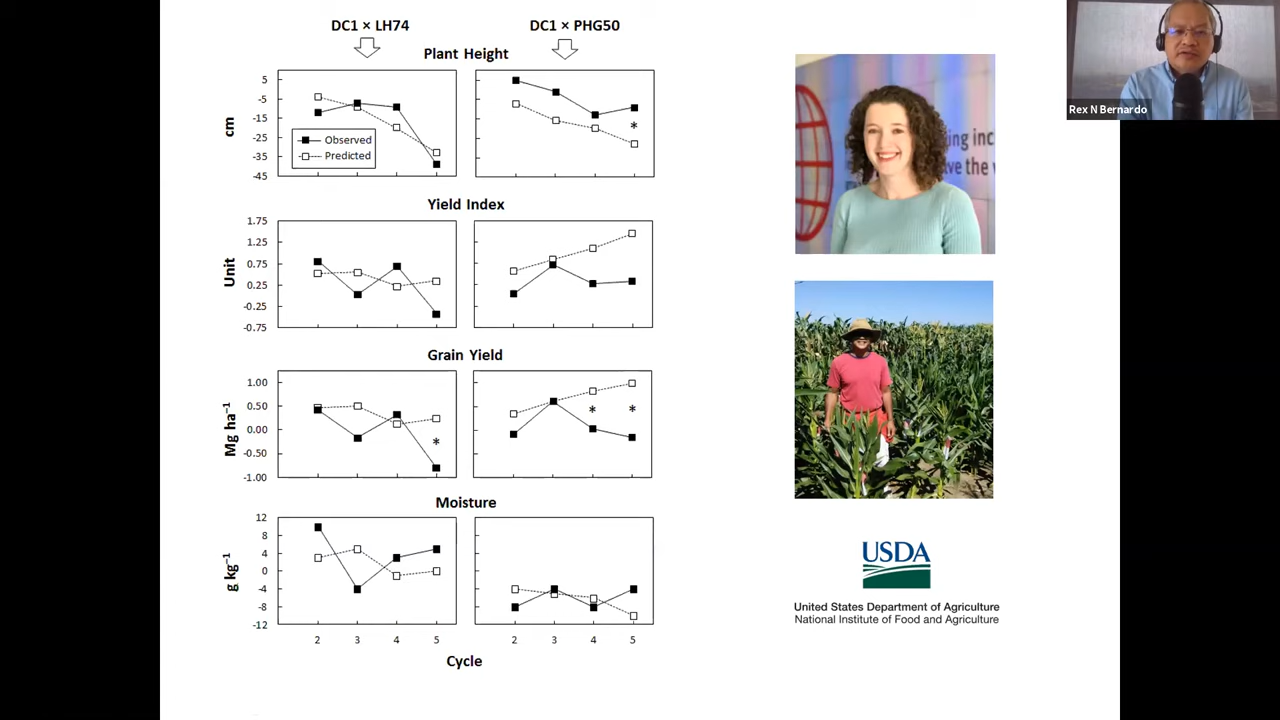 DC1 × LH74
DC1 × PHG50
Plant Height
cm
5
-5
-15
-25
-35
-45
Observed
Predicted
*
Yield Index
Unit
1.75
1.25
0.75
0.25
-0.25
-0.75
Grain Yield
Mg ha⁻¹
1.00
0.50
0.00
-0.50
-1.00
*
* *
Moisture
g kg⁻¹
12
8
4
0
-4
-8
-12
2 3 4 5
2 3 4 5
Cycle
USDA
United States Department of Agriculture
National Institute of Food and Agriculture
Rex N Bernardo